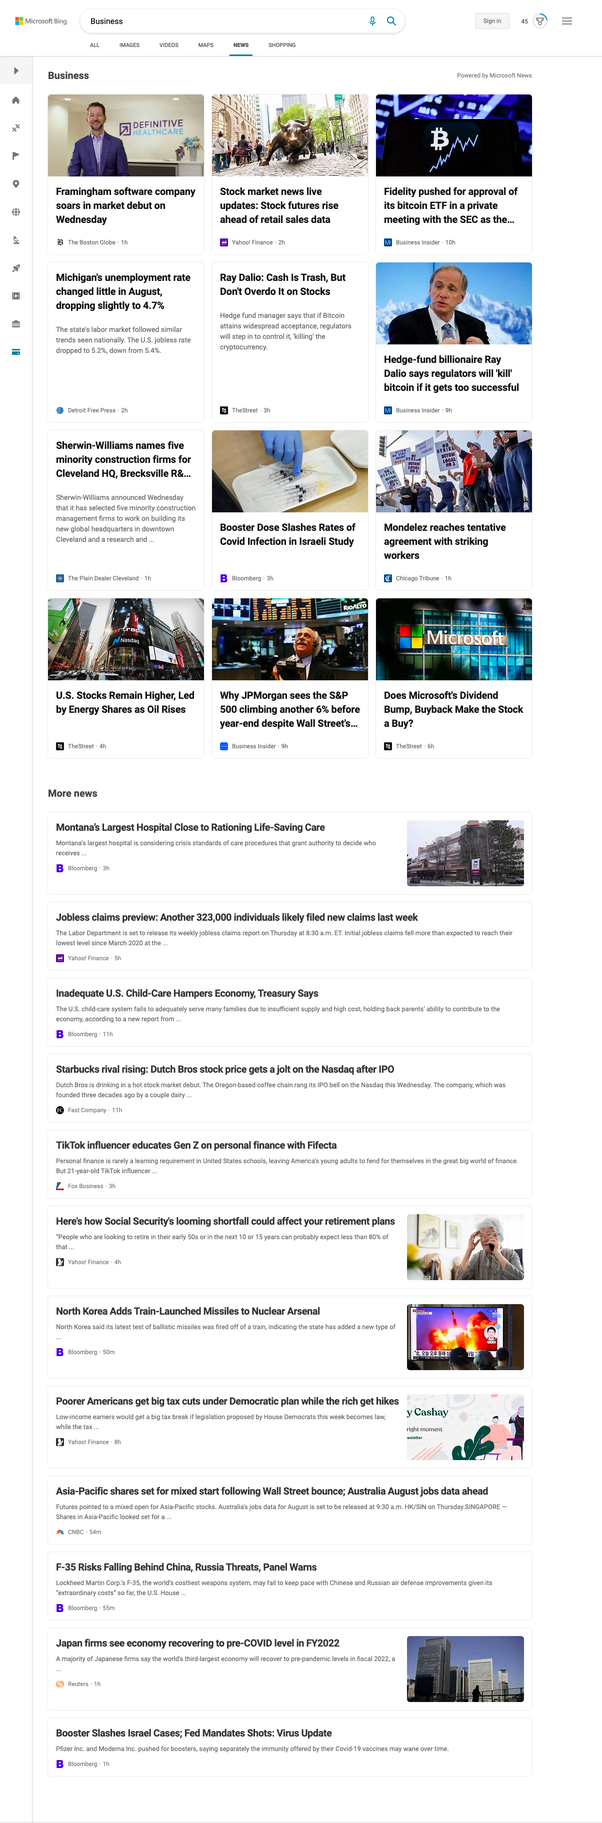 Microsoft Bing
Business
Sign in
45
ALL
IMAGES
VIDEOS
MAPS
NEWS
SHOPPING
Business
Powered by Microsoft News
DEFINITIVE
HEALTHCARE
Framingham software company
soars in market debut on
Wednesday
The Boston Globe · 1h
Stock market news live
updates: Stock futures rise
ahead of retail sales data
Yahoo! Finance · 2h
Fidelity pushed for approval of
its bitcoin ETF in a private
meeting with the SEC as the...
Business Insider · 10h
Michigan's unemployment rate
changed little in August,
dropping slightly to 4.7%
The state's labor market followed similar
trends seen nationally. The U.S. jobless rate
dropped to 5.2%, down from 5.4%.
Detroit Free Press · 2h
Ray Dalio: Cash Is Trash, But
Don't Overdo It on Stocks
Hedge fund manager says that if Bitcoin
attains widespread acceptance, regulators
will step in to control it, 'killing' the
cryptocurrency.
TheStreet · 3h
Hedge-fund billionaire Ray
Dalio says regulators will 'kill'
bitcoin if it gets too successful
Business Insider · 9h
Sherwin-Williams names five
minority construction firms for
Cleveland HQ, Brecksville R&...
Sherwin-Williams announced Wednesday
that it has selected five minority construction
management firms to work on building its
new global headquarters in downtown
Cleveland and a research and ...
The Plain Dealer Cleveland · 1h
Booster Dose Slashes Rates of
Covid Infection in Israeli Study
Bloomberg · 3h
Mondelez reaches tentative
agreement with striking
workers
Chicago Tribune · 1h
Nasdaq
U.S. Stocks Remain Higher, Led
by Energy Shares as Oil Rises
TheStreet · 4h
Why JPMorgan sees the S&P
500 climbing another 6% before
year-end despite Wall Street's...
Business Insider · 9h
Microsoft
Does Microsoft's Dividend
Bump, Buyback Make the Stock
a Buy?
TheStreet · 6h
More news
Montana's Largest Hospital Close to Rationing Life-Saving Care
Montana's largest hospital is considering crisis standards of care procedures that grant authority to decide who
receives ...
Bloomberg · 3h
Jobless claims preview: Another 323,000 individuals likely filed new claims last week
The Labor Department is set to release its weekly jobless claims report on Thursday at 8:30 a.m. ET. Initial jobless claims fell more than expected to reach their
lowest level since March 2020 at the ...
Yahoo! Finance · 5h
Inadequate U.S. Child-Care Hampers Economy, Treasury Says
The U.S. child-care system fails to adequately serve many families due to insufficient supply and high cost, holding back parents' ability to contribute to the
economy, according to a new report from ...
Bloomberg · 11h
Starbucks rival rising: Dutch Bros stock price gets a jolt on the Nasdaq after IPO
Dutch Bros is drinking in a hot stock market debut. The Oregon-based coffee chain rang its IPO bell on the Nasdaq this Wednesday. The company, which was
founded three decades ago by a couple dairy ...
Fast Company · 11h
TikTok influencer educates Gen Z on personal finance with Fifecta
Personal finance is rarely a learning requirement in United States schools, leaving America's young adults to fend for themselves in the great big world of finance.
But 21-year-old TikTok influencer ...
Fox Business · 3h
Here's how Social Security's looming shortfall could affect your retirement plans
"People who are looking to retire in their early 50s or in the next 10 or 15 years can probably expect less than 80% of
that ...
Yahoo! Finance · 4h
North Korea Adds Train-Launched Missiles to Nuclear Arsenal
North Korea said its latest test of ballistic missiles was fired off of a train, indicating the state has added a new type of
...
Bloomberg · 50m
Poorer Americans get big tax cuts under Democratic plan while the rich get hikes
Low-income earners would get a big tax break if legislation proposed by House Democrats this week becomes law,
while the tax ...
Yahoo! Finance · 8h
y Cashay
right moment
Asia-Pacific shares set for mixed start following Wall Street bounce; Australia August jobs data ahead
Futures pointed to a mixed open for Asia-Pacific stocks. Australia's jobs data for August is set to be released at 9:30 a.m. HK/SIN on Thursday.SINGAPORE —
Shares in Asia-Pacific looked set for a ...
CNBC · 54m
F-35 Risks Falling Behind China, Russia Threats, Panel Warns
Lockheed Martin Corp.'s F-35, the world's costliest weapons system, may fail to keep pace with Chinese and Russian air defense improvements given its
"extraordinary costs" so far, the U.S. House ...
Bloomberg · 55m
Japan firms see economy recovering to pre-COVID level in FY2022
A majority of Japanese firms say the world's third-largest economy will recover to pre-pandemic levels in fiscal 2022, a
...
Reuters · 1h
Booster Slashes Israel Cases; Fed Mandates Shots: Virus Update
Pfizer Inc. and Moderna Inc. pushed for boosters, saying separately the immunity offered by their Covid-19 vaccines may wane over time.
Bloomberg · 1h